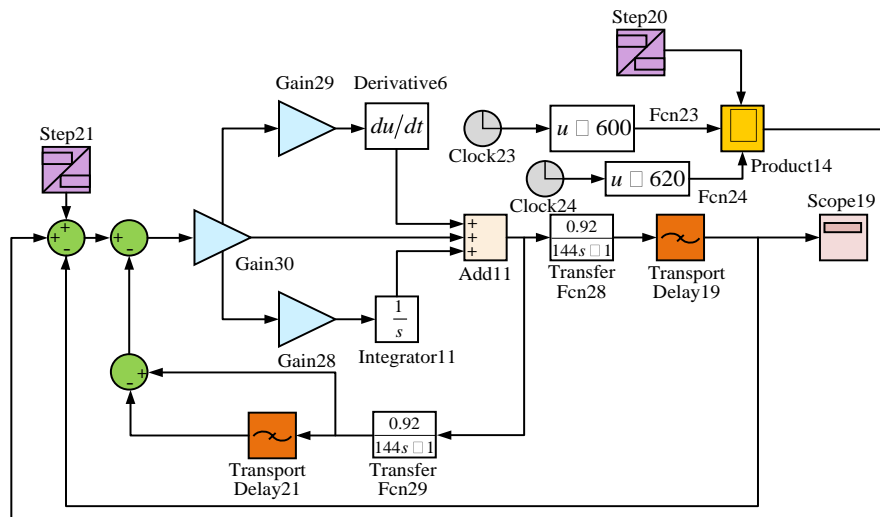 Step20
Gain29
Derivative6
Step21
du/dt
u □ 600
Fcn23
Clock23
Product14
u □ 620
Fcn24
Clock24
Scope19
+
+
-
+
-
+
+
+
0.92
144s □ 1
Gain30
Add11
Transfer
Fcn28
Transport
Delay19
1
s
Gain28
Integrator11
+
-
0.92
144s □ 1
Transport
Delay21
Transfer
Fcn29